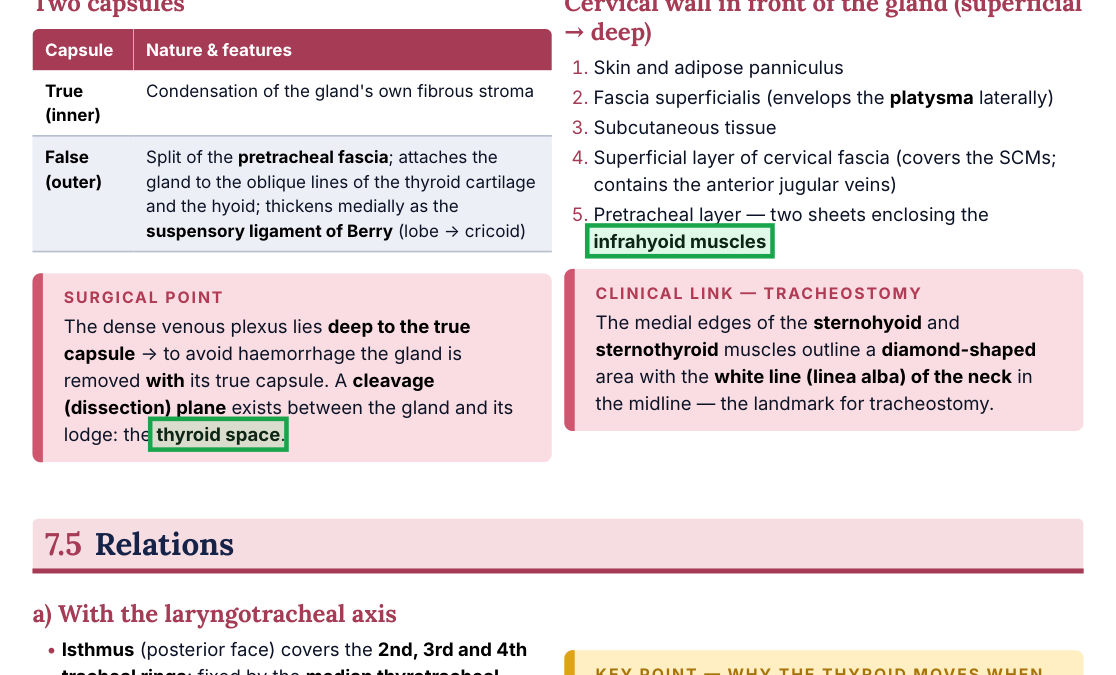 Two capsules
Capsule Nature & features
True (inner) Condensation of the gland's own fibrous stroma
False (outer) Split of the pretracheal fascia; attaches the
gland to the oblique lines of the thyroid cartilage
and the hyoid; thickens medially as the
suspensory ligament of Berry (lobe → cricoid)
SURGICAL POINT
The dense venous plexus lies deep to the true
capsule → to avoid haemorrhage the gland is
removed with its true capsule. A cleavage
(dissection) plane exists between the gland and its
lodge: the thyroid space.
Cervical wall in front of the gland (superficial
→ deep)
1. Skin and adipose panniculus
2. Fascia superficialis (envelops the platysma laterally)
3. Subcutaneous tissue
4. Superficial layer of cervical fascia (covers the SCMs;
contains the anterior jugular veins)
5. Pretracheal layer — two sheets enclosing the
infrahyoid muscles
CLINICAL LINK — TRACHEOSTOMY
The medial edges of the sternohyoid and
sternothyroid muscles outline a diamond-shaped
area with the white line (linea alba) of the neck in
the midline — the landmark for tracheostomy.
7.5 Relations
a) With the laryngotracheal axis
• Isthmus (posterior face) covers the 2nd, 3rd and 4th
tracheal rings; fixed by the median thyrotracheal
KEY POINT — WHY THE THYROID MOVES WHEN